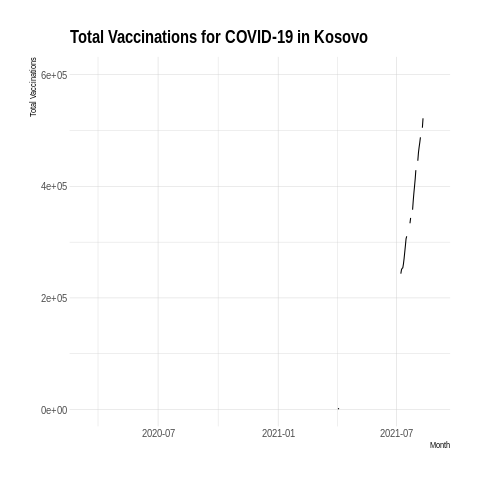 Total Vaccinations for COVID-19 in Kosovo
Total Vaccinations
6e+05
4e+05
2e+05
0e+00
2020-07 2021-01 2021-07
Month